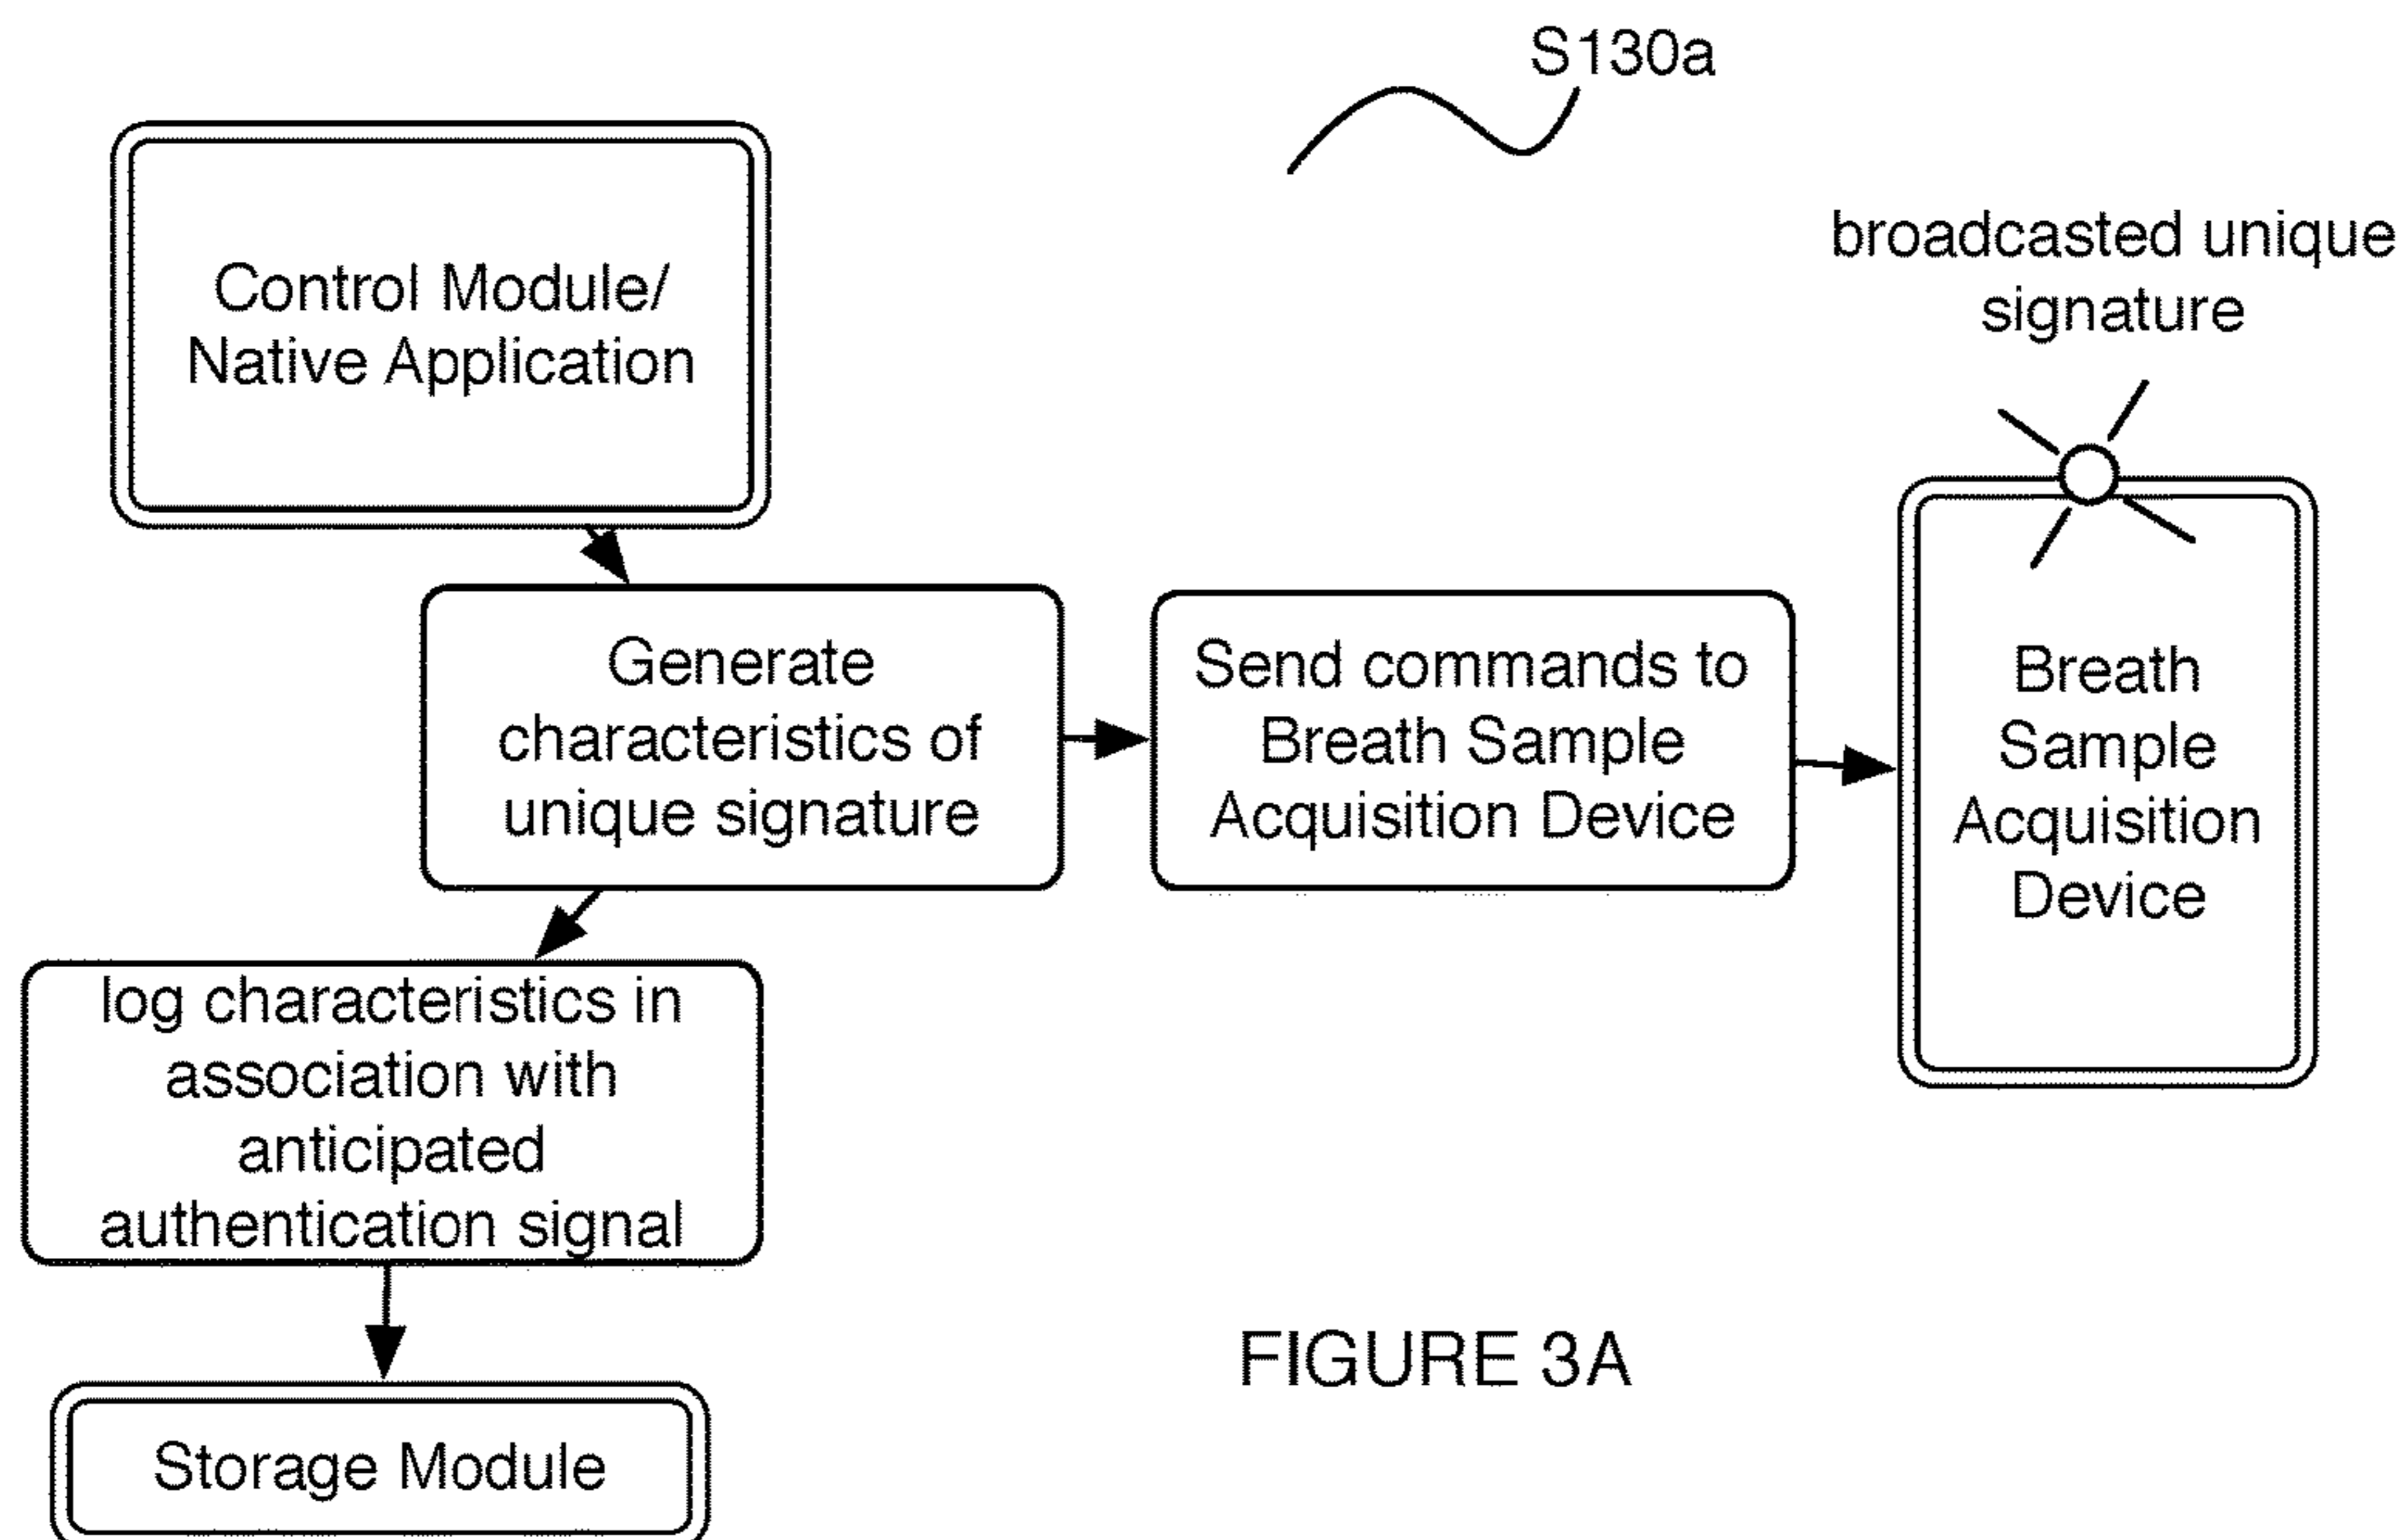 S130a
Control Module/
Native Application
broadcasted unique
signature
Generate
characteristics of
unique signature
Send commands to
Breath Sample
Acquisition Device
Breath
Sample
Acquisition
Device
log characteristics in
association with
anticipated
authentication signal
Storage Module
FIGURE 3A